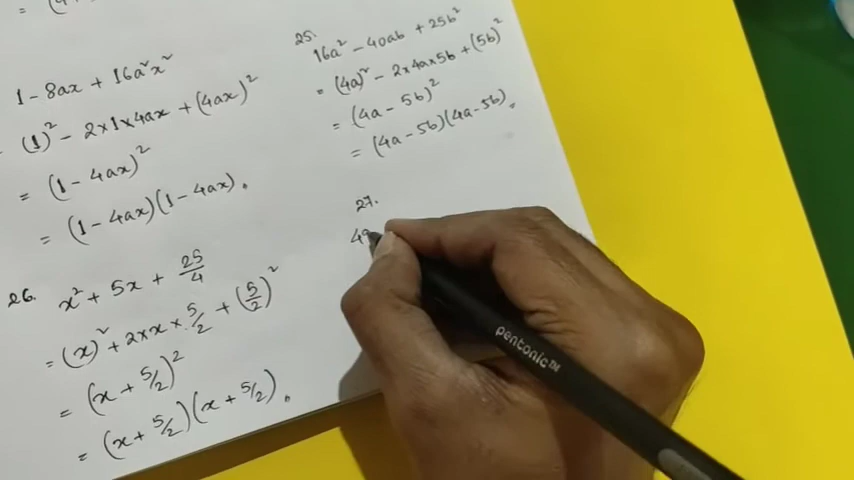 1 - 8ax + 16a²x²
(1)² - 2×1×4ax + (4ax)²
= (1 - 4ax)²
= (1 - 4ax)(1 - 4ax).
26. x² + 5x + 25/4
= (x)² + 2×x×5/2 + (5/2)²
= (x + 5/2)²
= (x + 5/2)(x + 5/2).
25.
16a² - 40ab + 25b²
= (4a)² - 2×4a×5b + (5b)²
= (4a - 5b)²
= (4a - 5b)(4a - 5b).
27.
pentonic™